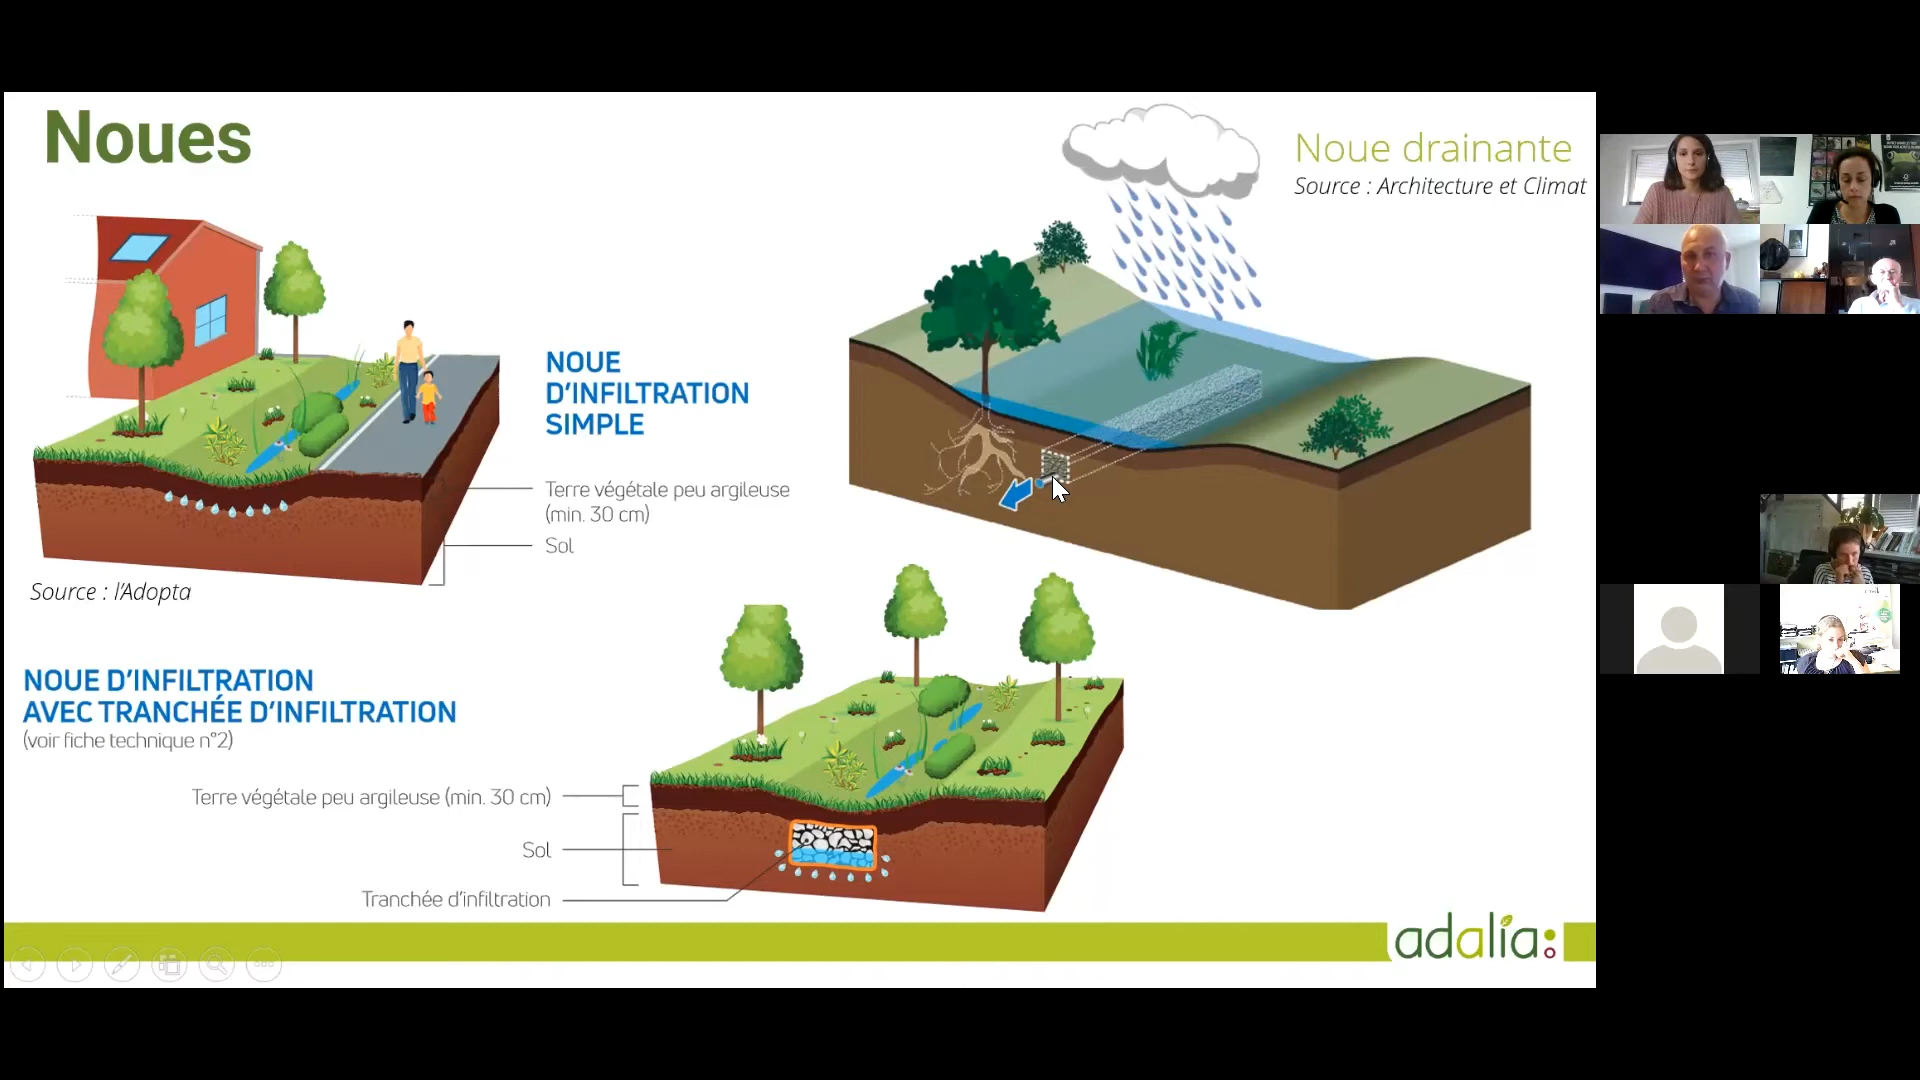 Noues
Noue drainante
Source : Architecture et Climat
NOUE
D'INFILTRATION
SIMPLE
Terre végétale peu argileuse
(min. 30 cm)
Sol
Source : l'Adopta
NOUE D'INFILTRATION
AVEC TRANCHÉE D'INFILTRATION
(voir fiche technique n°2)
Terre végétale peu argileuse (min. 30 cm)
Sol
Tranchée d'infiltration
adalia